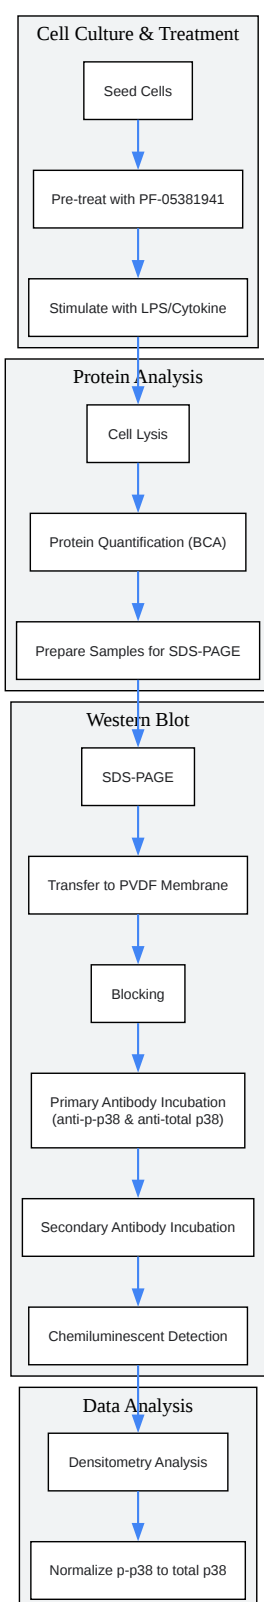 Cell Culture & Treatment
Seed Cells
Pre-treat with PF-05381941
Stimulate with LPS/Cytokine
Protein Analysis
Cell Lysis
Protein Quantification (BCA)
Prepare Samples for SDS-PAGE
Western Blot
SDS-PAGE
Transfer to PVDF Membrane
Blocking
Primary Antibody Incubation
(anti-p-p38 & anti-total p38)
Secondary Antibody Incubation
Chemiluminescent Detection
Data Analysis
Densitometry Analysis
Normalize p-p38 to total p38